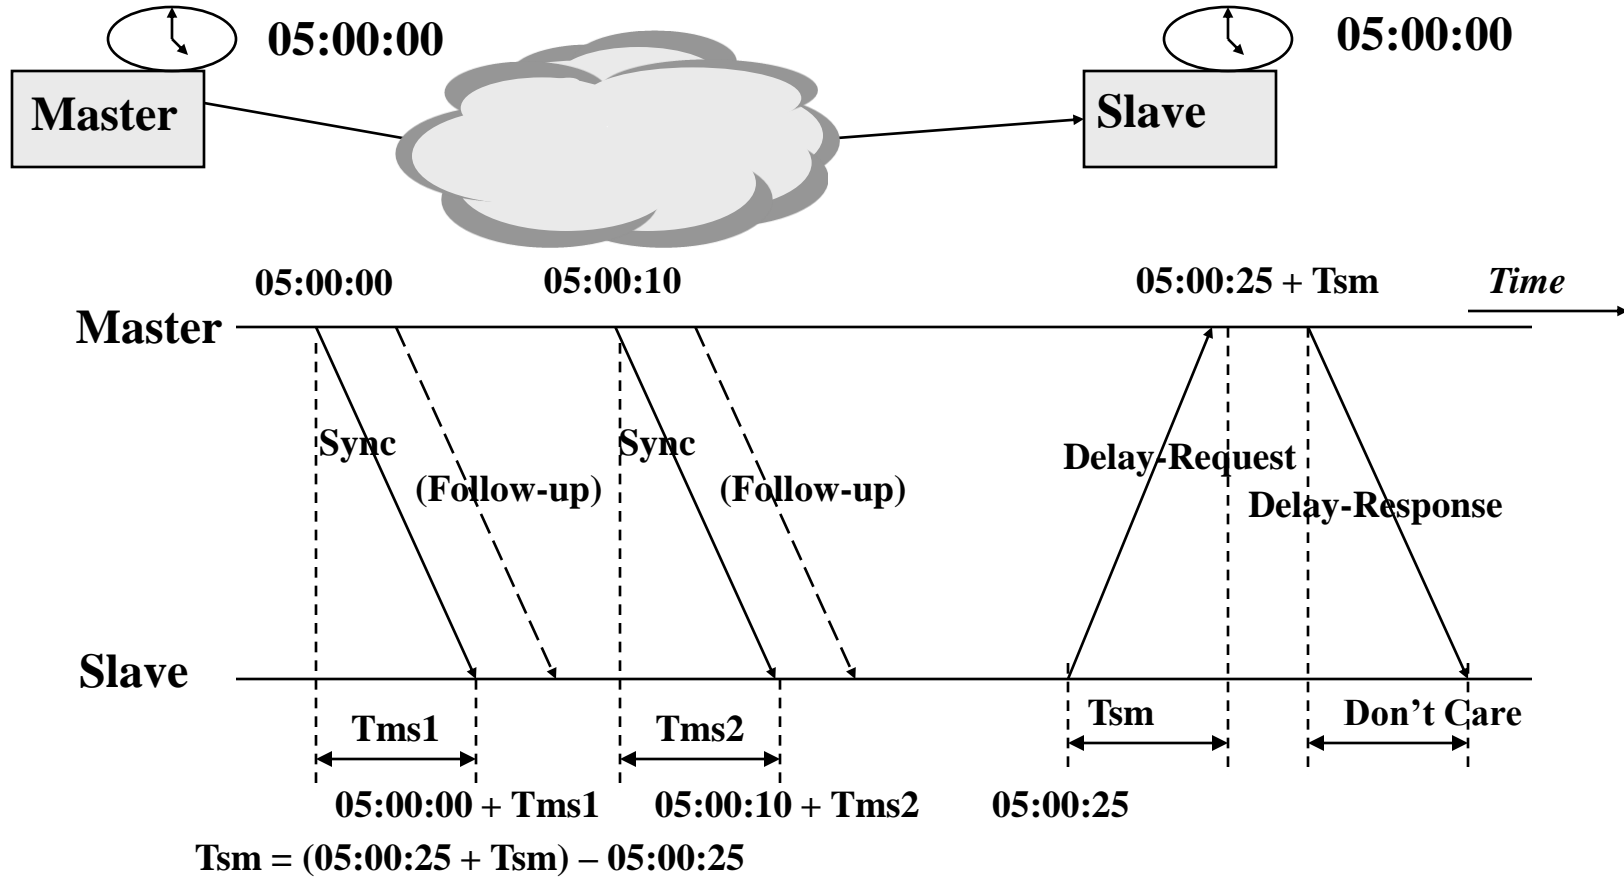 05:00:00
05:00:00
Master
Slave
05:00:00
05:00:10
05:00:25 + Tsm
Time
Master
Sync
(Follow-up)
Sync
(Follow-up)
Delay-Request
Delay-Response
Slave
Tms1
Tms2
Tsm
Don’t Care
05:00:00 + Tms1
05:00:10 + Tms2
05:00:25
Tsm = (05:00:25 + Tsm) – 05:00:25